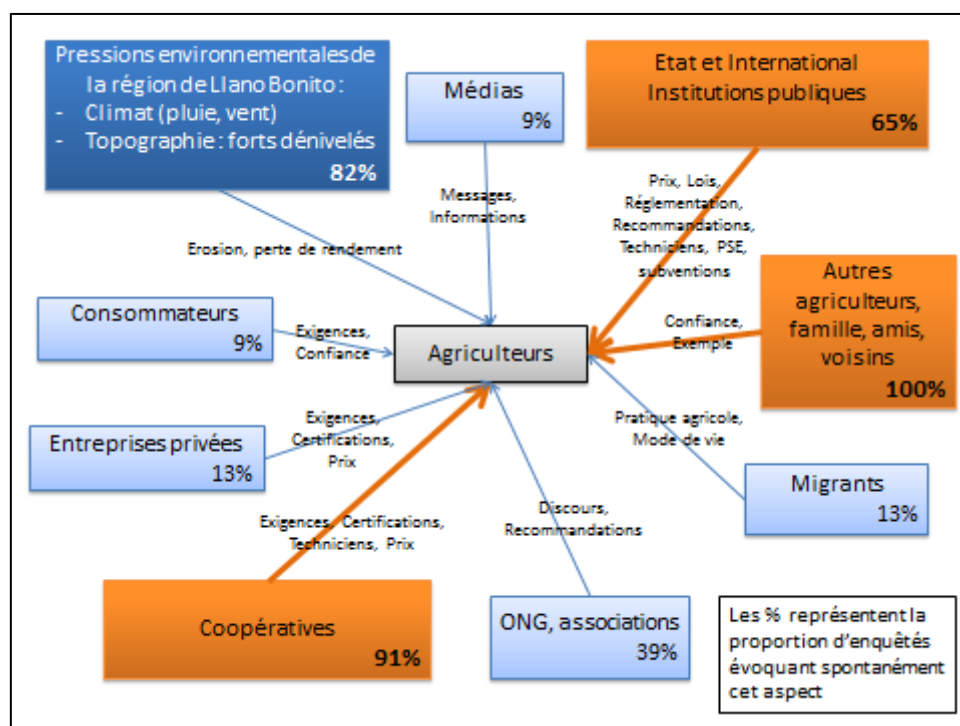 Pressions environnementales de
la région de Llano Bonito :
- Climat (pluie, vent)
- Topographie : forts dénivelés
82%
Médias
9%
Etat et International
Institutions publiques
65%
Messages,
Informations
Prix, Lois,
Réglementation,
Recommandations,
Techniciens, PSE,
subventions
Erosion, perte de rendement
Consommateurs
9%
Exigences,
Confiance
Agriculteurs
Confiance,
Exemple
Autres
agriculteurs,
famille, amis,
voisins
100%
Entreprises privées
13%
Exigences,
Certifications,
Prix
Pratique agricole,
Mode de vie
Migrants
13%
Exigences, Certifications,
Techniciens, Prix
Discours,
Recommandations
Coopératives
91%
ONG, associations
39%
Les % représentent la
proportion d'enquêtés
évoquant spontanément
cet aspect